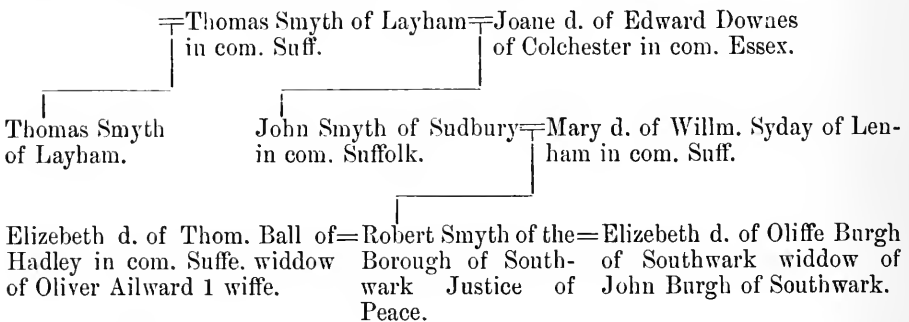 Thomas Smyth of Layham
in com. Suff.
Joane d. of Edward Downes
of Colchester in com. Essex.
Thomas Smyth
of Layham.
John Smyth of Sudbury
in com. Suffolk.
Mary d. of Willm. Syday of Len-
ham in com. Suff.
Elizebeth d. of Thom. Ball of
Hadley in com. Suffe. widdow
of Oliver Ailward 1 wiffe.
Robert Smyth of the
Borough of South-
wark Justice of
Peace.
Elizebeth d. of Oliffe Burgh
of Southwark widdow of
John Burgh of Southwark.